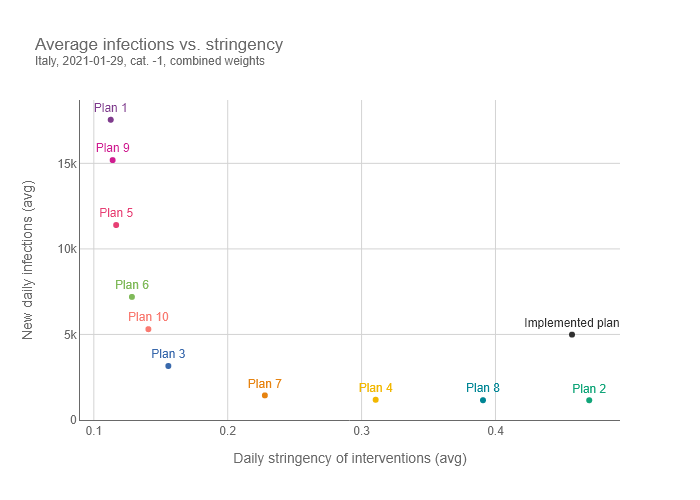 Average infections vs. stringency
Italy, 2021-01-29, cat. -1, combined weights
Plan 1
Plan 9
15k
Plan 5
10k
Plan 6
Plan 10
Implemented plan
5k
Plan 3
Plan 7
Plan 4
Plan 8
Plan 2
0
0.1
0.2
0.3
0.4
New daily infections (avg)
Daily stringency of interventions (avg)